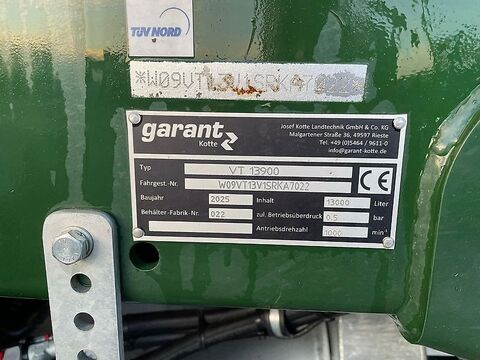 TÜV NORD
*W09VT13V1SRKA7022*
garant
Kotte
Josef Kotte Landtechnik GmbH & Co. KG
Malgartener Straße 36, 49597 Rieste
Tel. +49 (0)5464 / 9611-0
info@garant-kotte.de
Typ VT 13900
Fahrgest.-Nr. W09VT13V1SRKA7022 CE
Baujahr 2025 Inhalt 13000 Liter
Behälter-Fabrik-Nr. 022 zul. Betriebsüberdruck 0.5 bar
Antriebsdrehzahl 1000 min⁻¹